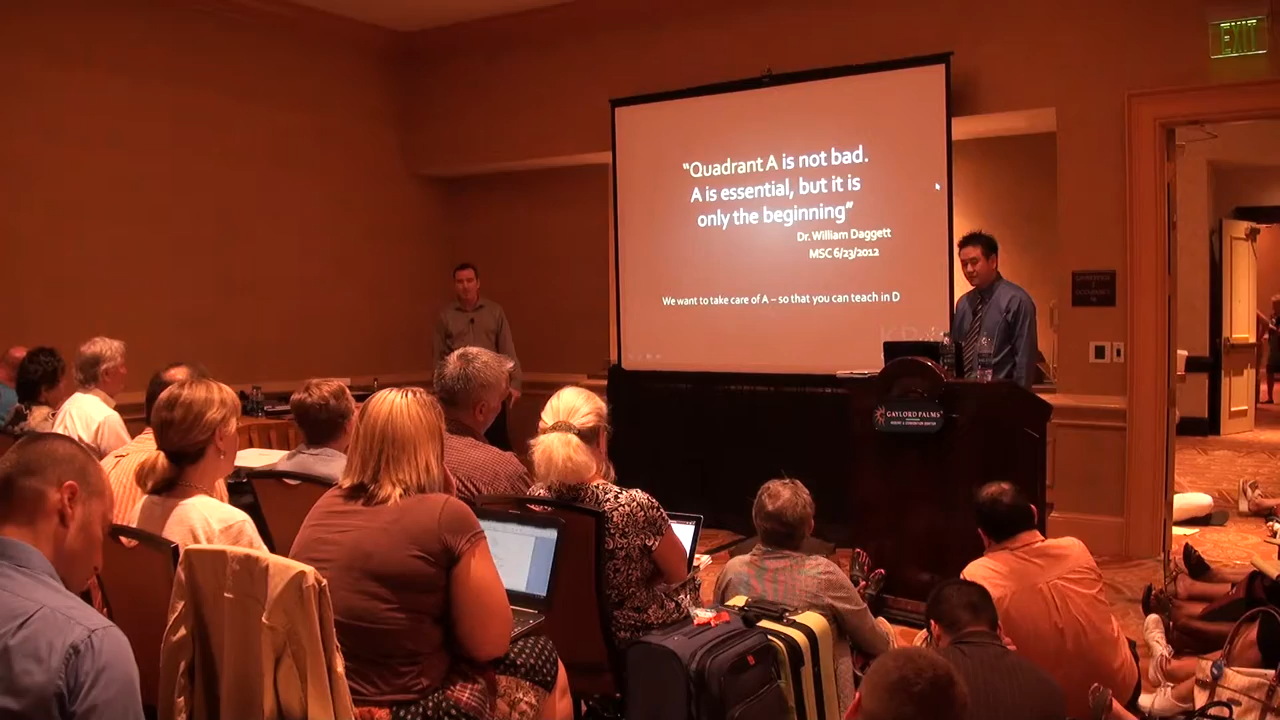 EXIT
“Quadrant A is not bad.
A is essential, but it is
only the beginning”
Dr. William Daggett
MSC 6/23/2012
We want to take care of A – so that you can teach in D
GAYLORD PALMS